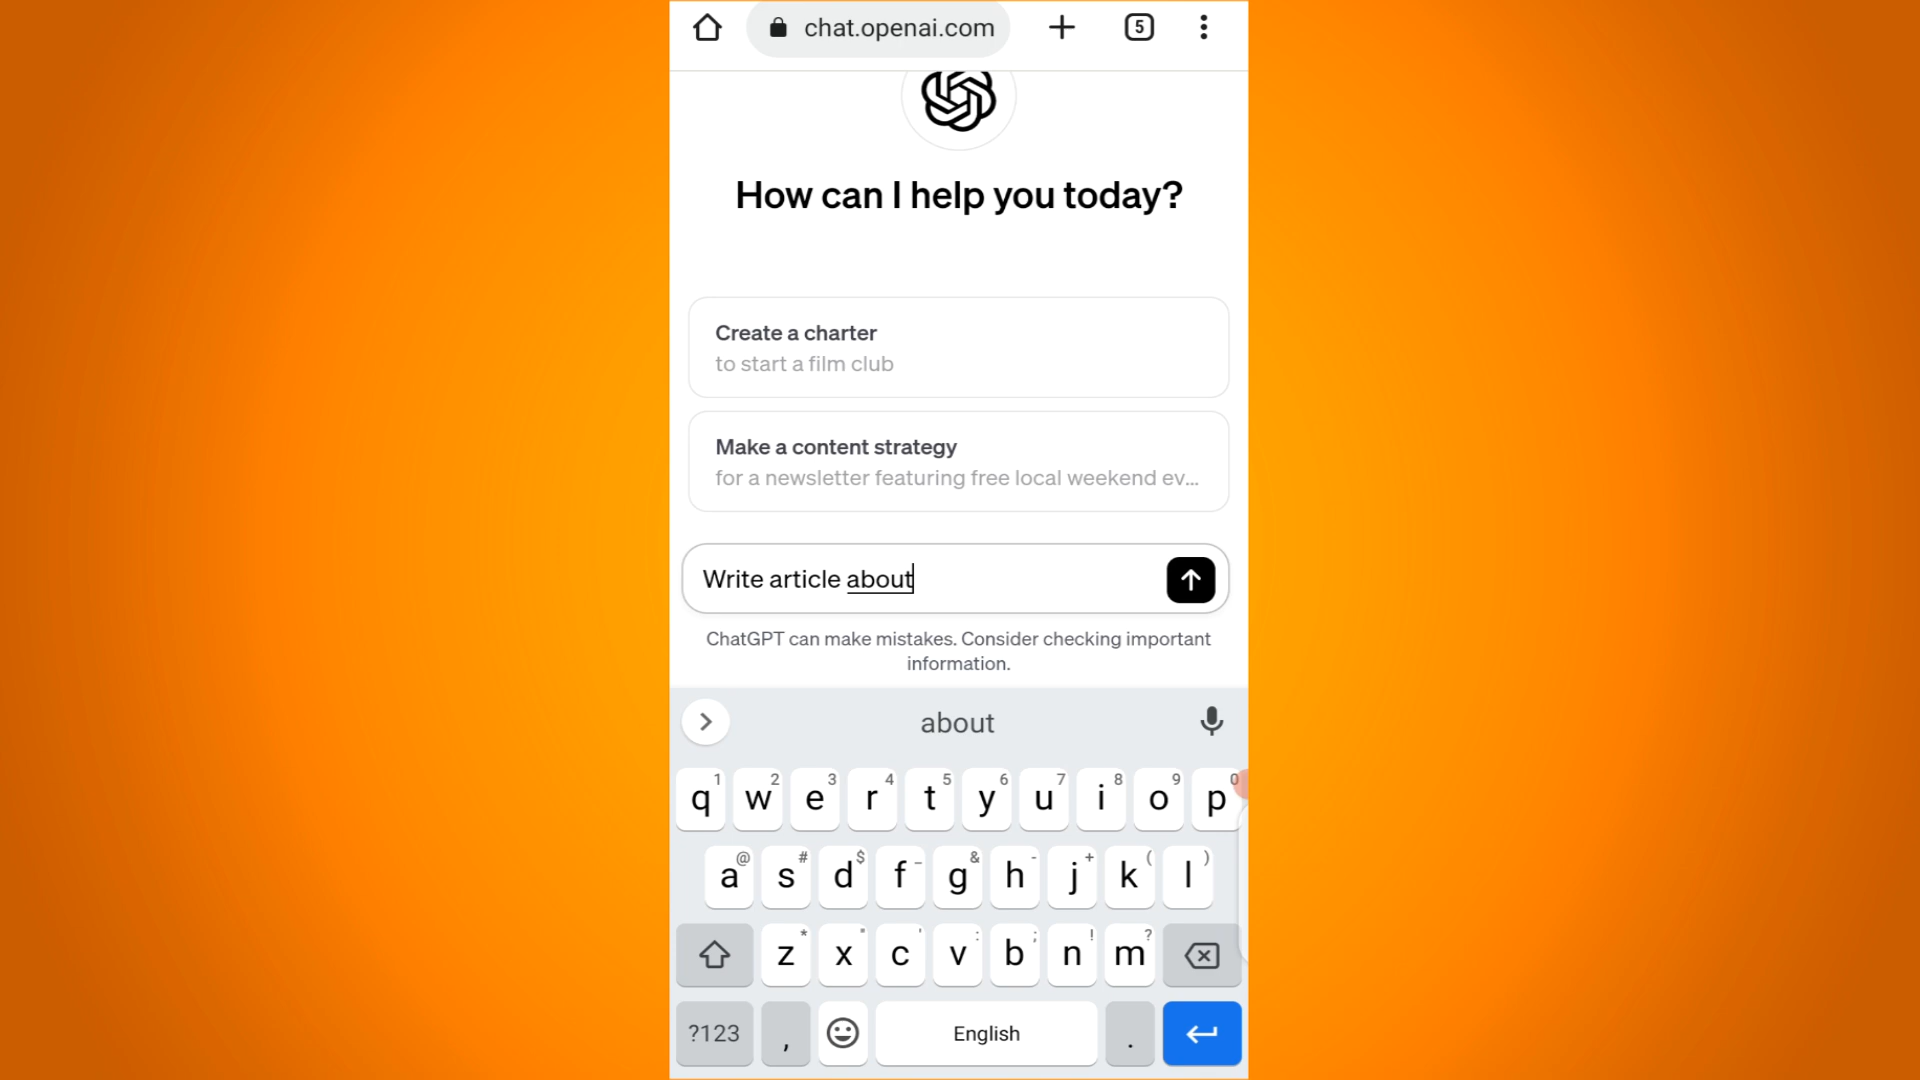 chat.openai.com 5
How can I help you today?
Create a charter
to start a film club
Make a content strategy
for a newsletter featuring free local weekend ev...
Write article about
ChatGPT can make mistakes. Consider checking important
information.
about
1 2 3 4 5 6 7 8 9 0
q w e r t y u i o p
@ # $ _ & - + ( )
a s d f g h j k l
* " ' : ; ! ?
z x c v b n m
?123 , English .